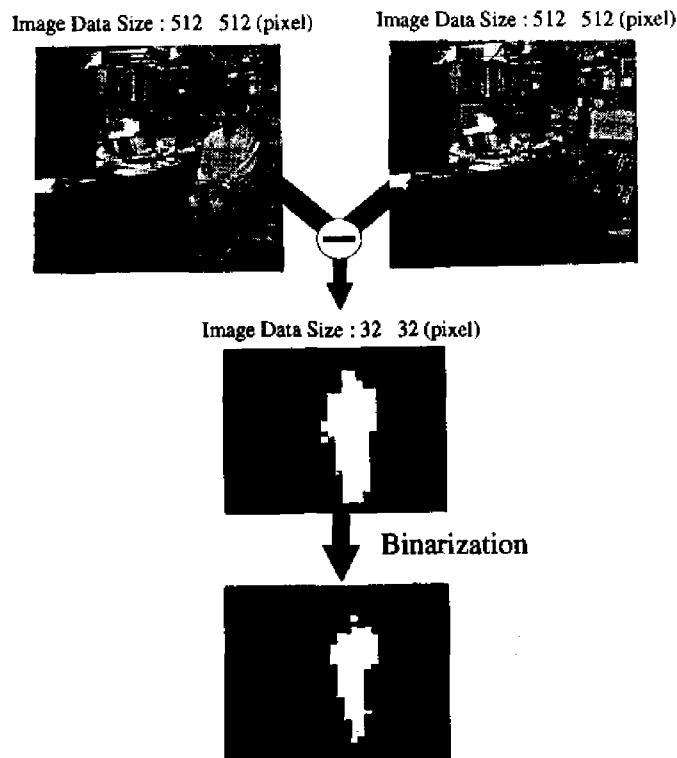 Image Data Size : 512 512 (pixel)
Image Data Size : 512 512 (pixel)
Image Data Size : 32 32 (pixel)
Binarization